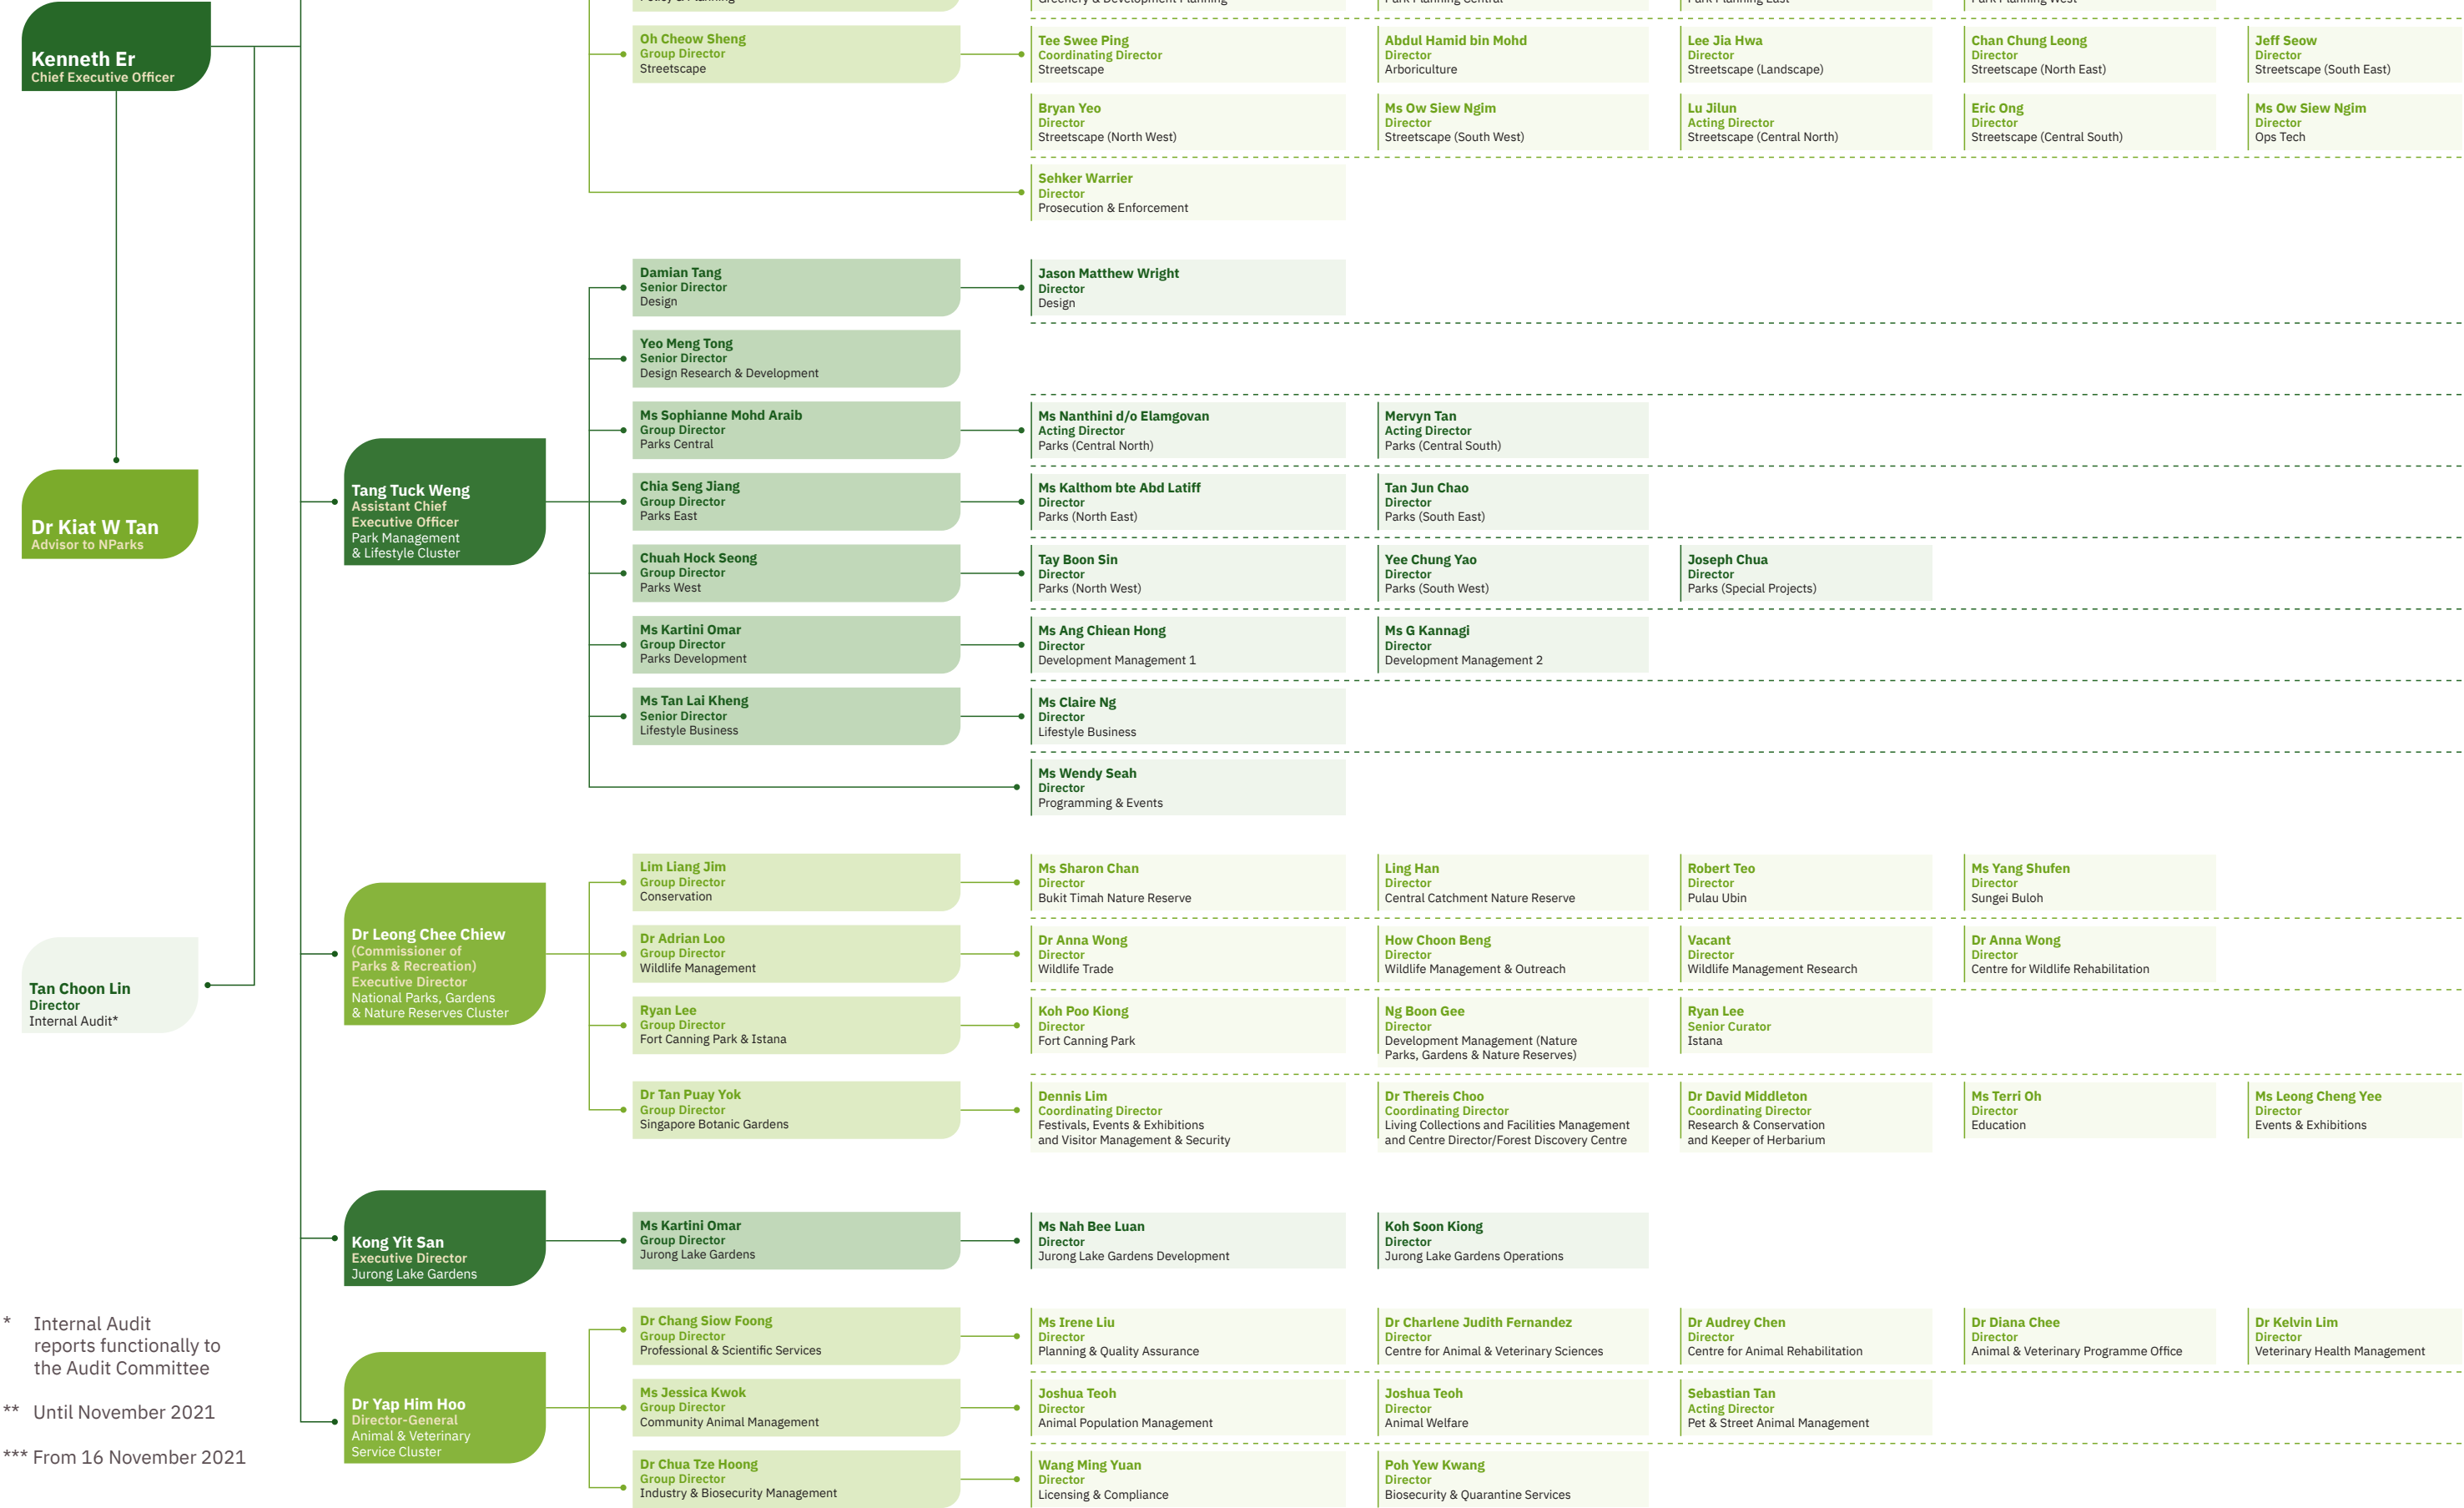 Policy & Planning
Greenery & Development Planning
Park Planning Central
Park Planning East
Park Planning West
Kenneth Er
Chief Executive Officer
Oh Cheow Sheng
Group Director
Streetscape
Tee Swee Ping
Coordinating Director
Streetscape
Abdul Hamid bin Mohd
Director
Arboriculture
Lee Jia Hwa
Director
Streetscape (Landscape)
Chan Chung Leong
Director
Streetscape (North East)
Jeff Seow
Director
Streetscape (South East)
Bryan Yeo
Director
Streetscape (North West)
Ms Ow Siew Ngim
Director
Streetscape (South West)
Lu Jilun
Acting Director
Streetscape (Central North)
Eric Ong
Director
Streetscape (Central South)
Ms Ow Siew Ngim
Director
Ops Tech
Sehker Warrier
Director
Prosecution & Enforcement
Dr Kiat W Tan
Advisor to NParks
Tang Tuck Weng
Assistant Chief
Executive Officer
Park Management
& Lifestyle Cluster
Damian Tang
Senior Director
Design
Jason Matthew Wright
Director
Design
Yeo Meng Tong
Senior Director
Design Research & Development
Ms Sophianne Mohd Araib
Group Director
Parks Central
Ms Nanthini d/o Elamgovan
Acting Director
Parks (Central North)
Mervyn Tan
Acting Director
Parks (Central South)
Chia Seng Jiang
Group Director
Parks East
Ms Kalthom bte Abd Latiff
Director
Parks (North East)
Tan Jun Chao
Director
Parks (South East)
Chuah Hock Seong
Group Director
Parks West
Tay Boon Sin
Director
Parks (North West)
Yee Chung Yao
Director
Parks (South West)
Joseph Chua
Director
Parks (Special Projects)
Ms Kartini Omar
Group Director
Parks Development
Ms Ang Chiean Hong
Director
Development Management 1
Ms G Kannagi
Director
Development Management 2
Ms Tan Lai Kheng
Senior Director
Lifestyle Business
Ms Claire Ng
Director
Lifestyle Business
Ms Wendy Seah
Director
Programming & Events
Tan Choon Lin
Director
Internal Audit*
Dr Leong Chee Chiew
(Commissioner of
Parks & Recreation)
Executive Director
National Parks, Gardens
& Nature Reserves Cluster
Lim Liang Jim
Group Director
Conservation
Ms Sharon Chan
Director
Bukit Timah Nature Reserve
Ling Han
Director
Central Catchment Nature Reserve
Robert Teo
Director
Pulau Ubin
Ms Yang Shufen
Director
Sungei Buloh
Dr Adrian Loo
Group Director
Wildlife Management
Dr Anna Wong
Director
Wildlife Trade
How Choon Beng
Director
Wildlife Management & Outreach
Vacant
Director
Wildlife Management Research
Dr Anna Wong
Director
Centre for Wildlife Rehabilitation
Ryan Lee
Group Director
Fort Canning Park & Istana
Koh Poo Kiong
Director
Fort Canning Park
Ng Boon Gee
Director
Development Management (Nature
Parks, Gardens & Nature Reserves)
Ryan Lee
Senior Curator
Istana
Dr Tan Puay Yok
Group Director
Singapore Botanic Gardens
Dennis Lim
Coordinating Director
Festivals, Events & Exhibitions
and Visitor Management & Security
Dr Thereis Choo
Coordinating Director
Living Collections and Facilities Management
and Centre Director/Forest Discovery Centre
Dr David Middleton
Coordinating Director
Research & Conservation
and Keeper of Herbarium
Ms Terri Oh
Director
Education
Ms Leong Cheng Yee
Director
Events & Exhibitions
Kong Yit San
Executive Director
Jurong Lake Gardens
Ms Kartini Omar
Group Director
Jurong Lake Gardens
Ms Nah Bee Luan
Director
Jurong Lake Gardens Development
Koh Soon Kiong
Director
Jurong Lake Gardens Operations
Dr Yap Him Hoo
Director-General
Animal & Veterinary
Service Cluster
Dr Chang Siow Foong
Group Director
Professional & Scientific Services
Ms Irene Liu
Director
Planning & Quality Assurance
Dr Charlene Judith Fernandez
Director
Centre for Animal & Veterinary Sciences
Dr Audrey Chen
Director
Centre for Animal Rehabilitation
Dr Diana Chee
Director
Animal & Veterinary Programme Office
Dr Kelvin Lim
Director
Veterinary Health Management
Ms Jessica Kwok
Group Director
Community Animal Management
Joshua Teoh
Director
Animal Population Management
Joshua Teoh
Director
Animal Welfare
Sebastian Tan
Acting Director
Pet & Street Animal Management
Dr Chua Tze Hoong
Group Director
Industry & Biosecurity Management
Wang Ming Yuan
Director
Licensing & Compliance
Poh Yew Kwang
Director
Biosecurity & Quarantine Services
* Internal Audit
reports functionally to
the Audit Committee
** Until November 2021
*** From 16 November 2021